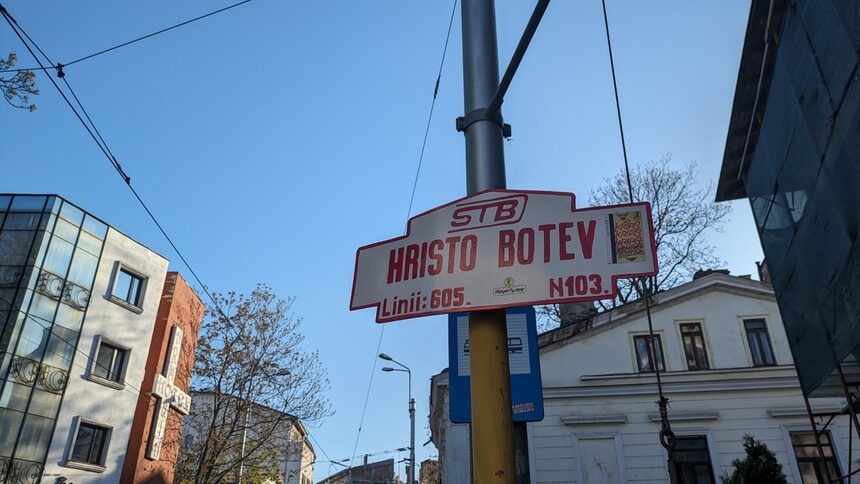 STB
HRISTO BOTEV
Linii: 605.
N103.